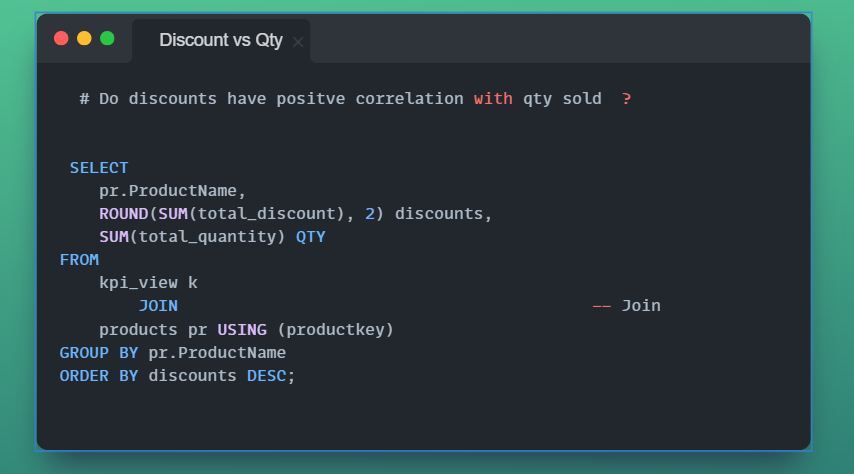 Discount vs Qty ×
# Do discounts have positve correlation with qty sold ?
SELECT
pr.ProductName,
ROUND(SUM(total_discount), 2) discounts,
SUM(total_quantity) QTY
FROM
kpi_view k
JOIN -- Join
products pr USING (productkey)
GROUP BY pr.ProductName
ORDER BY discounts DESC;